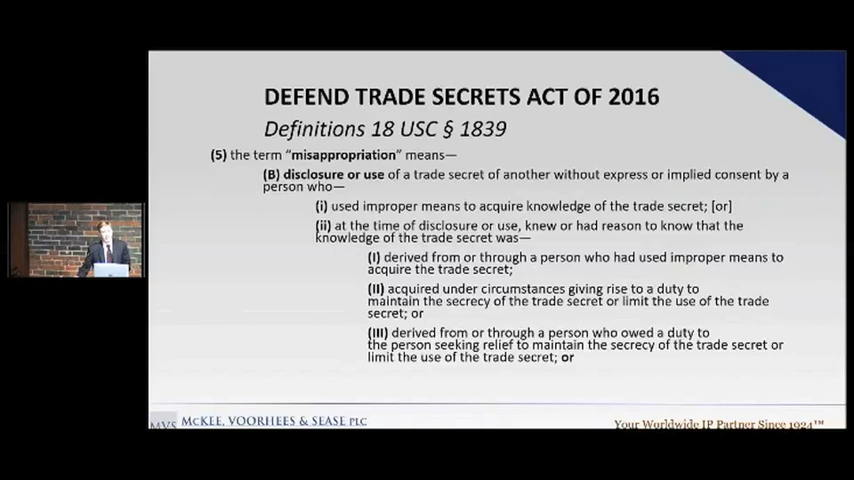 DEFEND TRADE SECRETS ACT OF 2016
Definitions 18 USC § 1839
(5) the term “misappropriation” means—
(B) disclosure or use of a trade secret of another without express or implied consent by a
person who—
(i) used improper means to acquire knowledge of the trade secret; [or]
(ii) at the time of disclosure or use, knew or had reason to know that the
knowledge of the trade secret was—
(I) derived from or through a person who had used improper means to
acquire the trade secret;
(II) acquired under circumstances giving rise to a duty to
maintain the secrecy of the trade secret or limit the use of the trade
secret; or
(III) derived from or through a person who owed a duty to
the person seeking relief to maintain the secrecy of the trade secret or
limit the use of the trade secret; or
MVS McKEE, VOORHEES & SEASE PLC
Your Worldwide IP Partner Since 1924™